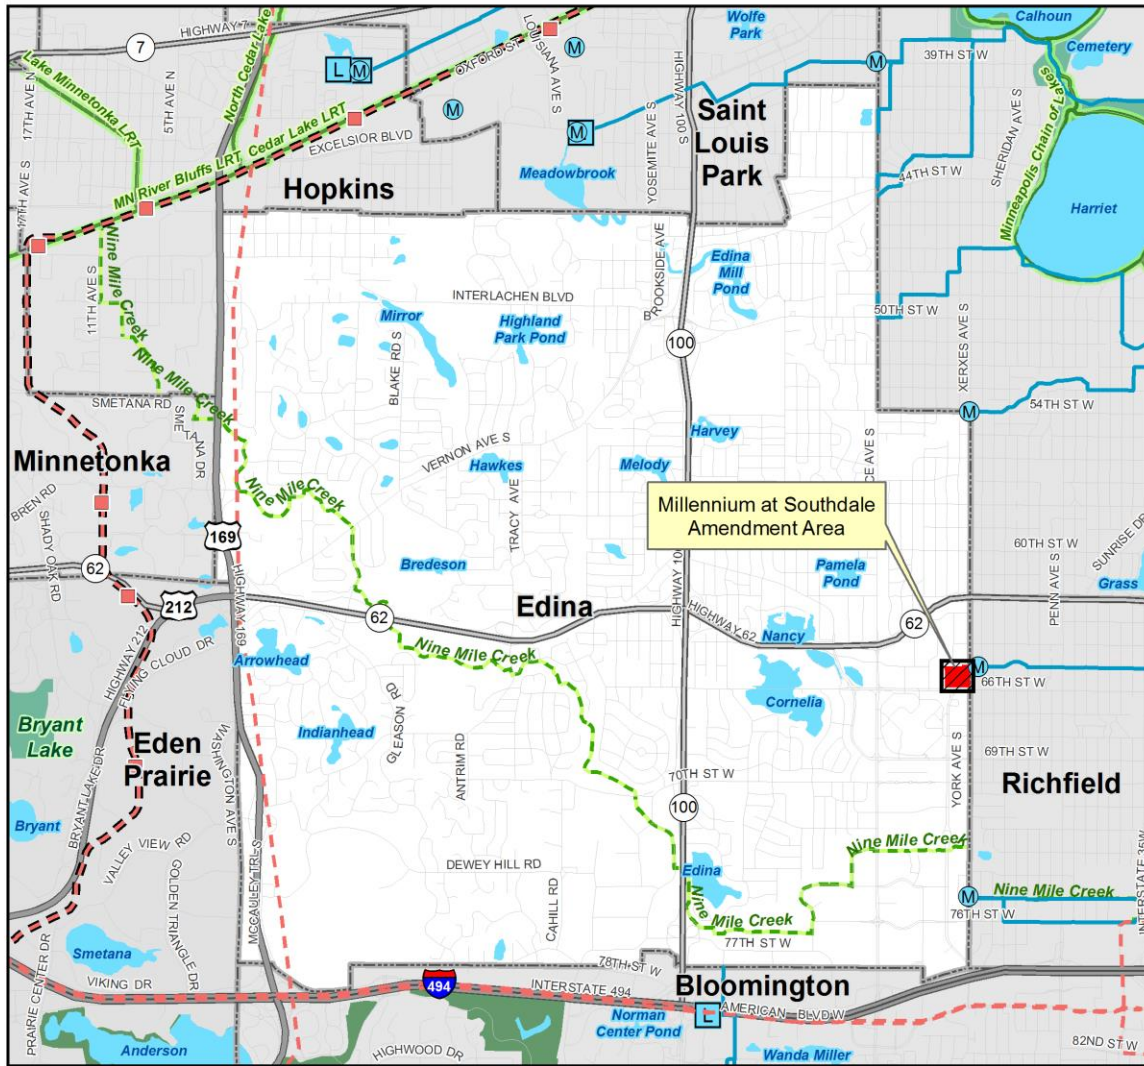 HIGHWAY 7
7
17TH AVE N
5TH AVE N
Lake Minnetonka LRT
North Cedar Lake LRT
L
M
OXFORD ST
LOUISIANA AVE S
M
M
M
Wolfe
Park
HIGHWAY 100 S
M
39TH ST W
Calhoun
Cemetery
Saint
Louis
Park
YOSEMITE AVE S
SHERIDAN AVE S
Minneapolis Chain of Lakes
44TH ST W
Harriet
17TH AVE S
MN River Bluffs LRT
Cedar Lake LRT
EXCELSIOR BLVD
Hopkins
Meadowbrook
Nine Mile Creek
11TH AVE S
INTERLACHEN BLVD
BROOKSIDE AVE
Edina
Mill
Pond
50TH ST W
XERXES AVE S
Mirror
Highland
Park Pond
100
BLAKE RD S
Nine Mile Creek
SMETANA RD
SMETANA DR
M
54TH ST W
Harvey
VERNON AVE S
Hawkes
Melody
Minnetonka
BREN RD
SHADY OAK RD
Nine Mile Creek
TRACY AVE
Millennium at Southdale
Amendment Area
169
HIGHWAY 169
60TH ST W
PENN AVE S
SUNRISE DR
Grass
62
212
Bredeson
Pamela
Pond
HIGHWAY 212
FLYING CLOUD DR
62
Edina
HIGHWAY 62
Nancy
62
Arrowhead
Nine Mile Creek
M
66TH ST W
Cornelia
Bryant
Lake
Eden
Prairie
Indianhead
GLEASON RD
ANTRIM RD
WASHINGTON AVE S
70TH ST W
YORK AVE S
69TH ST W
Richfield
100
Bryant
BRYANT LAKE DR
VALLEY VIEW RD
GOLDEN TRIANGLE DR
MCCAULEY TRL S
DEWEY HILL RD
CAHILL RD
Edina
Nine Mile Creek
Nine Mile Creek
M
Nine Mile Creek
76TH ST W
INTERSTATE 35W
77TH ST W
Smetana
PRAIRIE CENTER DR
VIKING DR
494
INTERSTATE 494
78TH ST W
Bloomington
L
AMERICAN BLVD W
Norman
Center Pond
82ND ST W
Anderson
HIGHWOOD DR
Wanda Miller